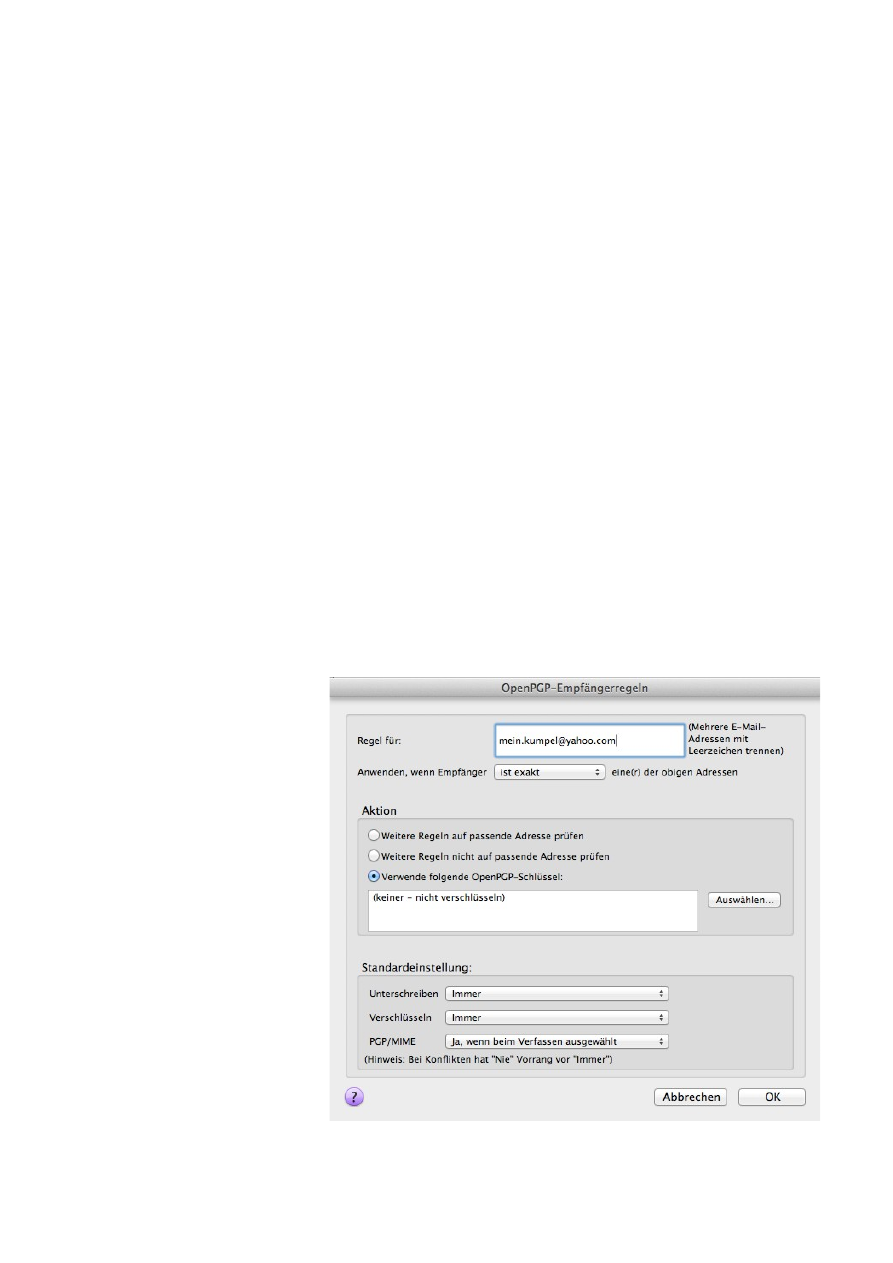 OpenPGP-Empfängerregeln
Regel für:
mein.kumpel@yahoo.com
(Mehrere E-Mail-
Adressen mit
Leerzeichen trennen)
Anwenden, wenn Empfänger
ist exakt
eine(r) der obigen Adressen
Aktion
Weitere Regeln auf passende Adresse prüfen
Weitere Regeln nicht auf passende Adresse prüfen
Verwende folgende OpenPGP-Schlüssel:
(keiner - nicht verschlüsseln)
Auswählen...
Standardeinstellung:
Unterschreiben
Immer
Verschlüsseln
Immer
PGP/MIME
Ja, wenn beim Verfassen ausgewählt
(Hinweis: Bei Konflikten hat "Nie" Vorrang vor "Immer")
?
Abbrechen
OK